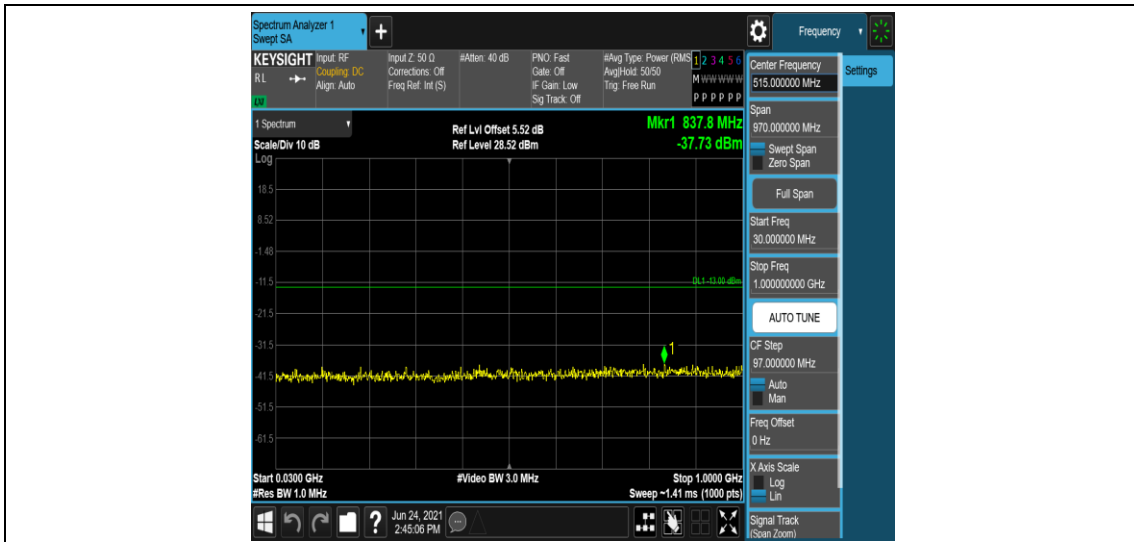 Spectrum Analyzer 1
Swept SA
Frequency
KEYSIGHT
RL
LXI
Input: RF
Coupling: DC
Align: Auto
Input Z: 50 Ω
Corrections: Off
Freq Ref: Int (S)
#Atten: 40 dB
PNO: Fast
Gate: Off
IF Gain: Low
Sig Track: Off
#Avg Type: Power (RMS
Avg|Hold: 50/50
Trig: Free Run
1 2 3 4 5 6
M W W W W W
P P P P P P
Center Frequency
515.000000 MHz
Settings
1 Spectrum
Scale/Div 10 dB
Ref Lvl Offset 5.52 dB
Ref Level 28.52 dBm
Mkr1 837.8 MHz
-37.73 dBm
Log
18.5
8.52
-1.48
-11.5
-21.5
-31.5
-41.5
-51.5
-61.5
DL1 -13.00 dBm
1
Start 0.0300 GHz
#Res BW 1.0 MHz
#Video BW 3.0 MHz
Stop 1.0000 GHz
Sweep ~1.41 ms (1000 pts)
Span
970.000000 MHz
Swept Span
Zero Span
Full Span
Start Freq
30.000000 MHz
Stop Freq
1.000000000 GHz
AUTO TUNE
CF Step
97.000000 MHz
Auto
Man
Freq Offset
0 Hz
X Axis Scale
Log
Lin
Signal Track
(Span Zoom)
?
Jun 24, 2021
2:45:06 PM